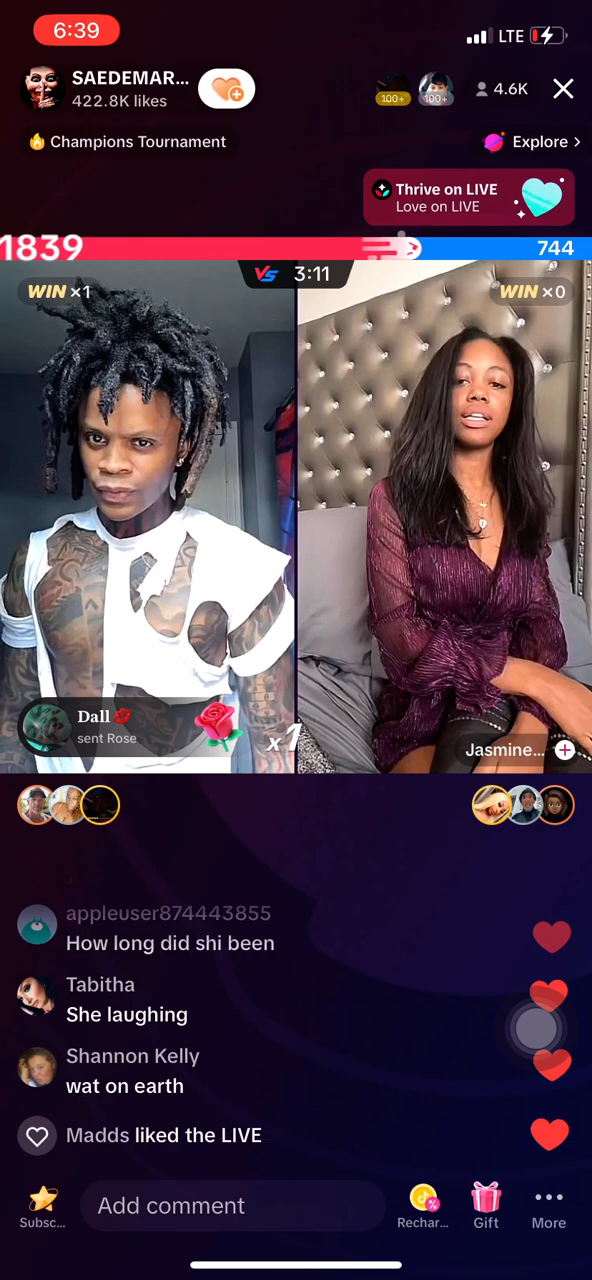 6:39
LTE
SAEDEMAR...
422.8K likes
100+
100+
4.6K
Champions Tournament
Explore >
Thrive on LIVE
Love on LIVE
1839
744
VS 3:11
WIN ×1
WIN ×0
Dall
sent Rose
x1
Jasmine...
appleuser874443855
How long did shi been
Tabitha
She laughing
Shannon Kelly
wat on earth
Madds liked the LIVE
Subsc...
Add comment
Rechar...
Gift
More